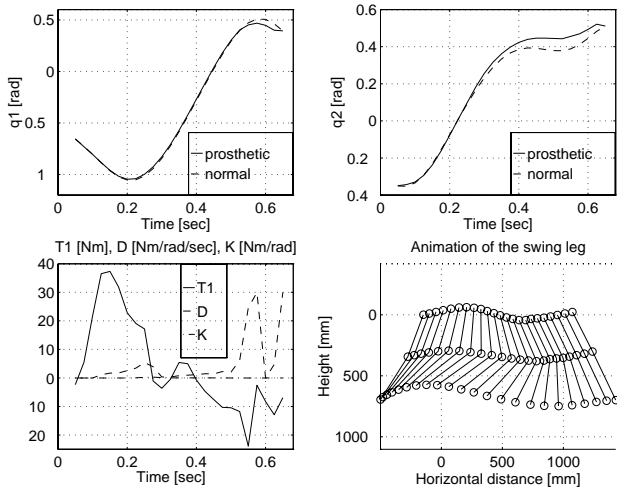 0.5
0
0.5
1
q1 [rad]
prosthetic
normal
0
0.2
0.4
0.6
Time [sec]
0.6
0.4
0.2
0
0.2
0.4
q2 [rad]
prosthetic
normal
0
0.2
0.4
0.6
Time [sec]
T1 [Nm], D [Nm/rad/sec], K [Nm/rad]
40
30
20
10
0
10
20
T1
D
K
0
0.2
0.4
0.6
Time [sec]
Animation of the swing leg
0
500
1000
Height [mm]
0
500
1000
Horizontal distance [mm]